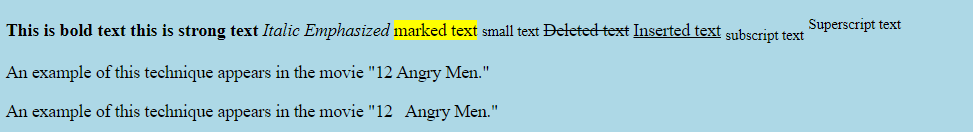 This is bold text this is strong text Italic Emphasized marked text small text Deleted text Inserted text subscript text Superscript text
An example of this technique appears in the movie "12 Angry Men."
An example of this technique appears in the movie "12   Angry Men."